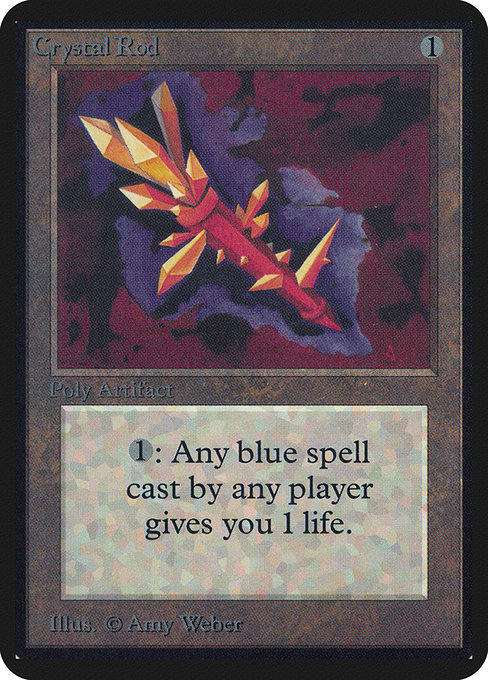 Crystal Rod 1
Poly Artifact
1: Any blue spell
cast by any player
gives you 1 life.
Illus. © Amy Weber